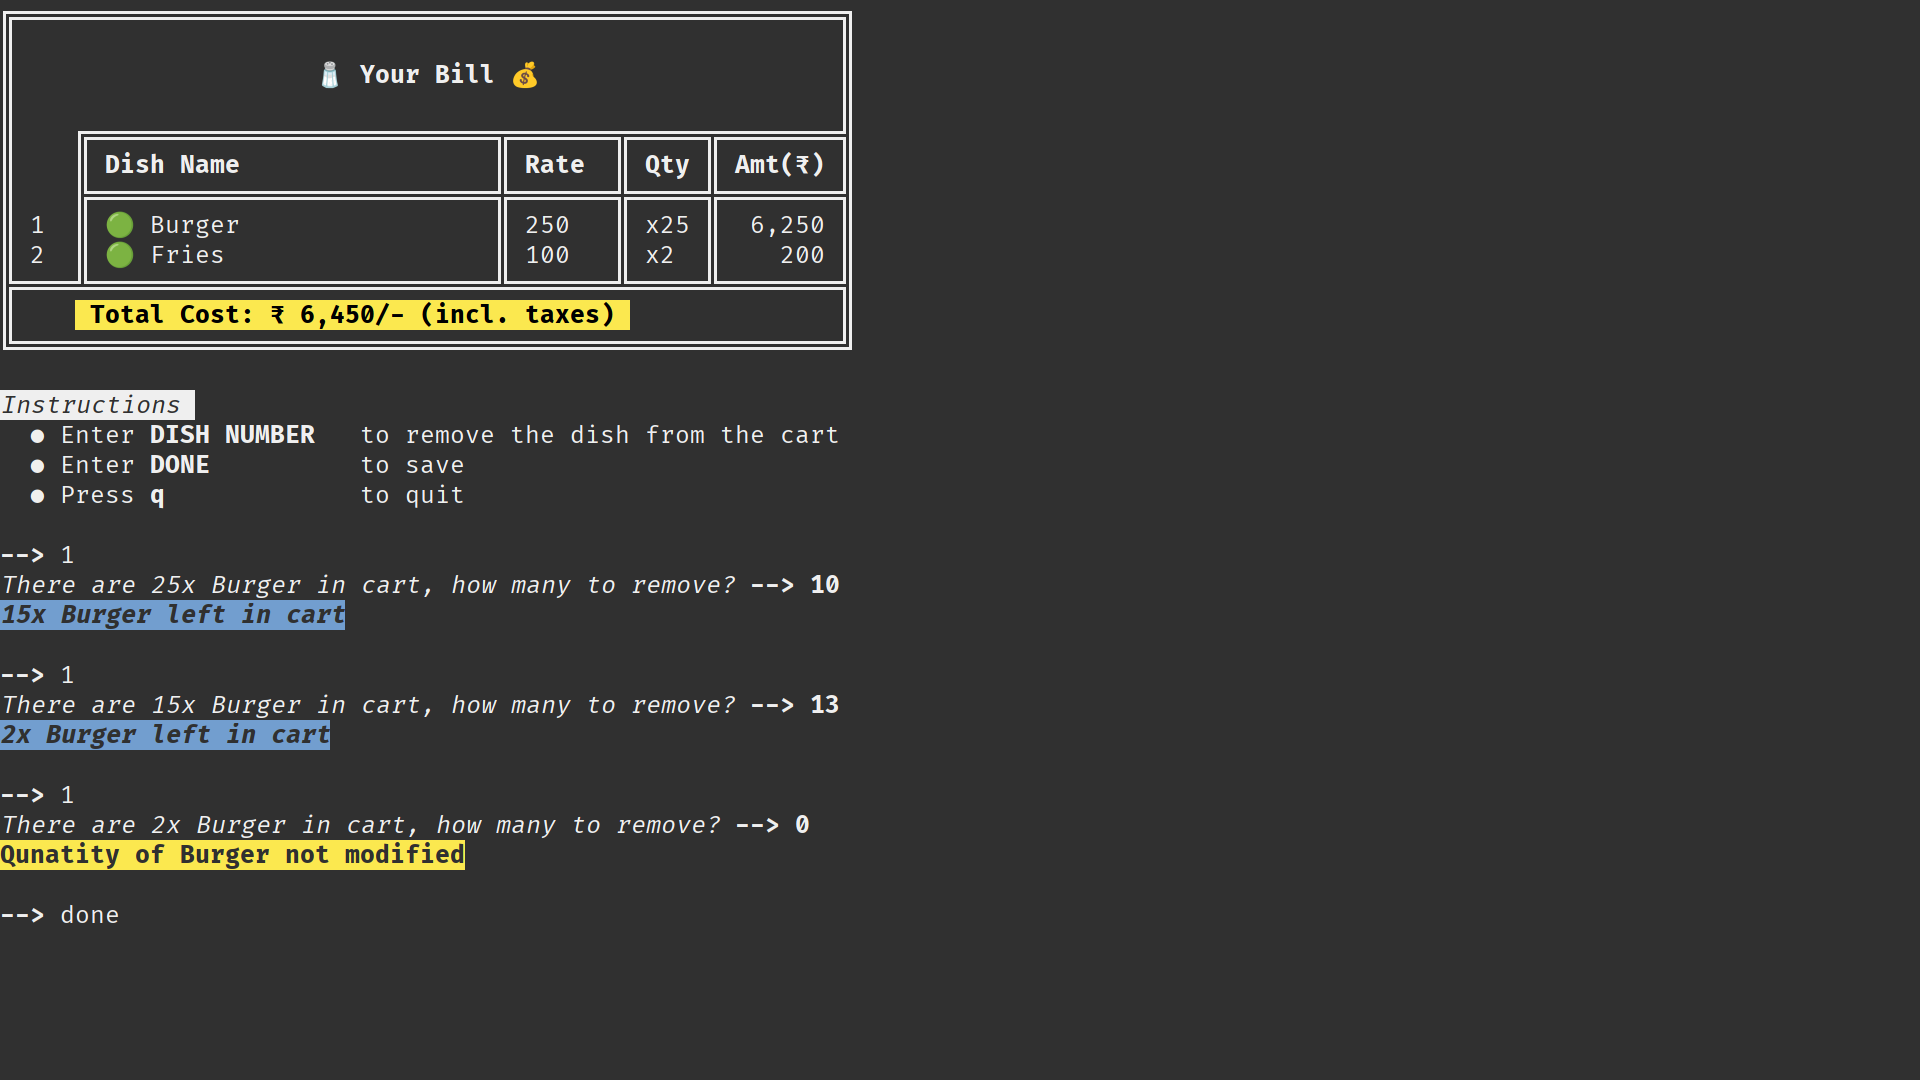 🧂 Your Bill 💰
Dish Name Rate Qty Amt(₹)
1 🟢 Burger 250 x25 6,250
2 🟢 Fries 100 x2 200
Total Cost: ₹ 6,450/- (incl. taxes)
Instructions
● Enter DISH NUMBER to remove the dish from the cart
● Enter DONE to save
● Press q to quit
--> 1
There are 25x Burger in cart, how many to remove? --> 10
15x Burger left in cart
--> 1
There are 15x Burger in cart, how many to remove? --> 13
2x Burger left in cart
--> 1
There are 2x Burger in cart, how many to remove? --> 0
Qunatity of Burger not modified
--> done